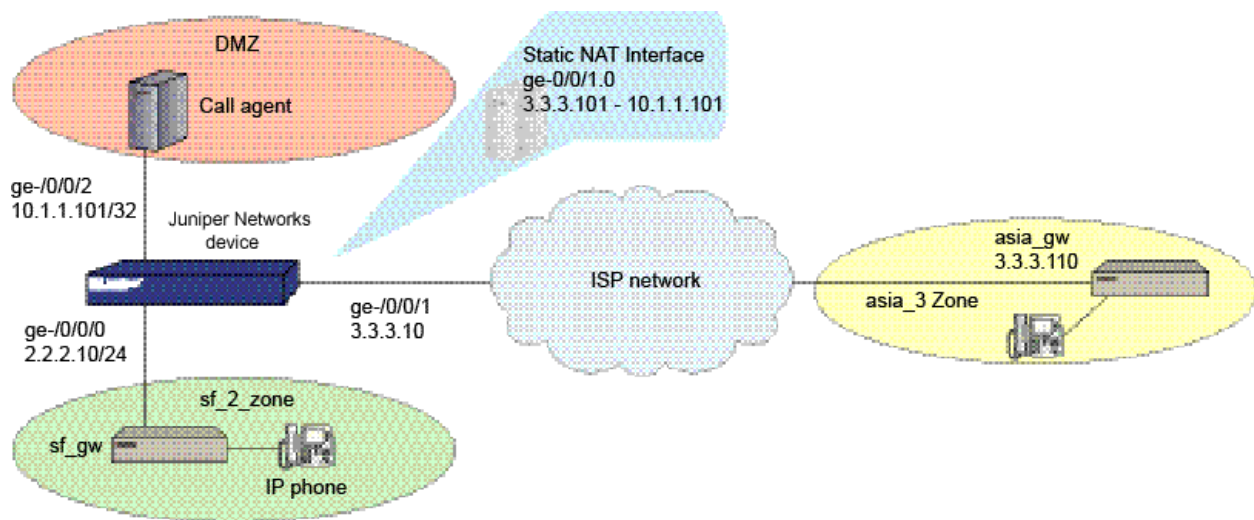 DMZ
Call agent
Static NAT Interface
ge-0/0/1.0
3.3.3.101 - 10.1.1.101
ge-/0/0/2
10.1.1.101/32
Juniper Networks
device
ge-/0/0/1
3.3.3.10
ISP network
asia_gw
3.3.3.110
asia_3 Zone
ge-/0/0/0
2.2.2.10/24
sf_2_zone
sf_gw
IP phone